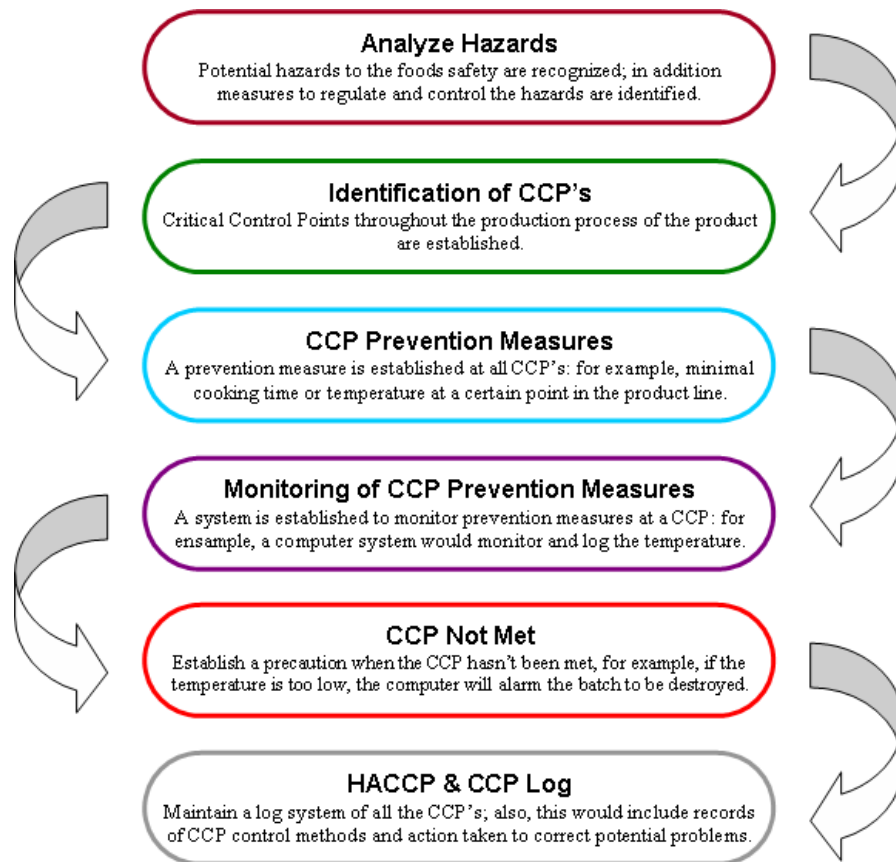 Analyze Hazards
Potential hazards to the foods safety are recognized; in addition
measures to regulate and control the hazards are identified.
Identification of CCP's
Critical Control Points throughout the production process of the product
are established.
CCP Prevention Measures
A prevention measure is established at all CCP's: for example, minimal
cooking time or temperature at a certain point in the product line.
Monitoring of CCP Prevention Measures
A system is established to monitor prevention measures at a CCP: for
ensample, a computer system would monitor and log the temperature.
CCP Not Met
Establish a precaution when the CCP hasn't been met, for example, if the
temperature is too low, the computer will alarm the batch to be destroyed.
HACCP & CCP Log
Maintain a log system of all the CCP's; also, this would include records
of CCP control methods and action taken to correct potential problems.